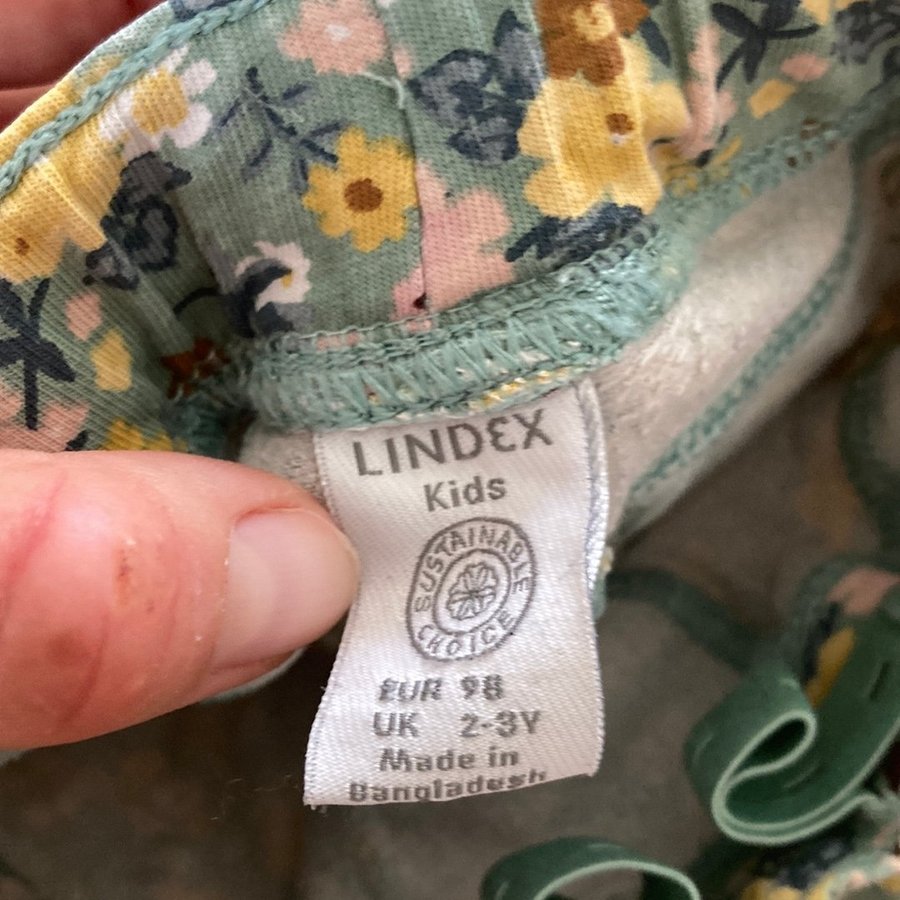 LINDEX
Kids
SUSTAINABLE
CHOICE
EUR 98
UK 2-3Y
Made in
Bangladesh